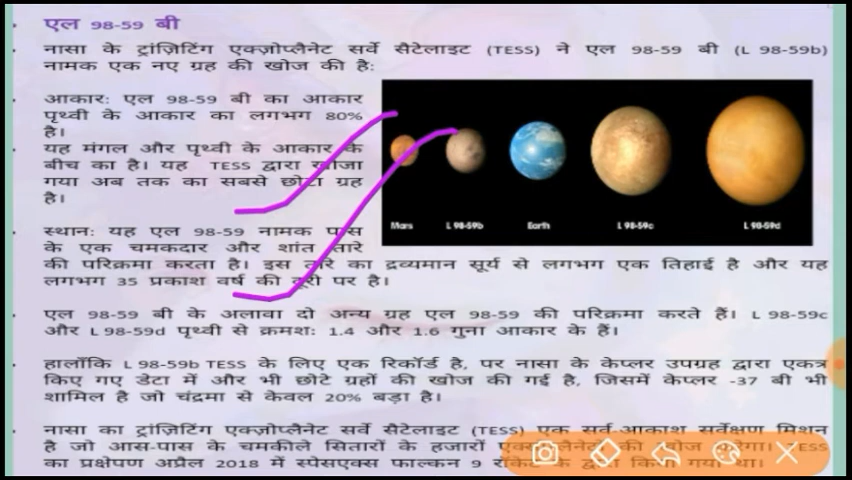 एल 98-59 बी
नासा के ट्रांज़िटिंग एक्ज़ोप्लैनेट सर्वे सैटेलाइट (TESS) ने एल 98-59 बी (L 98-59b)
नामक एक नए ग्रह की खोज की है:
आकार: एल 98-59 बी का आकार
पृथ्वी के आकार का लगभग 80%
है।
यह मंगल और पृथ्वी के आकार के
बीच का है। यह TESS द्वारा खोजा
गया अब तक का सबसे छोटा ग्रह
है।
Mars L 98-59b Earth L 98-59c L 98-59d
स्थान: यह एल 98-59 नामक पास
के एक चमकदार और शांत तारे
की परिक्रमा करता है। इस तारे का द्रव्यमान सूर्य से लगभग एक तिहाई है और यह
लगभग 35 प्रकाश वर्ष की दूरी पर है।
एल 98-59 बी के अलावा दो अन्य ग्रह एल 98-59 की परिक्रमा करते हैं। L 98-59c
और L 98-59d पृथ्वी से क्रमश: 1.4 और 1.6 गुना आकार के हैं।
हालाँकि L 98-59b TESS के लिए एक रिकॉर्ड है, पर नासा के केप्लर उपग्रह द्वारा एकत्र
किए गए डेटा में और भी छोटे ग्रहों की खोज की गई है, जिसमें केप्लर -37 बी भी
शामिल है जो चंद्रमा से केवल 20% बड़ा है।
नासा का ट्रांज़िटिंग एक्ज़ोप्लैनेट सर्वे सैटेलाइट (TESS) एक सर्व-आकाश सर्वेक्षण मिशन
है जो आस-पास के चमकीले सितारों के हजारों की खोज करेगा। TESS
का प्रक्षेपण अप्रैल 2018 में स्पेसएक्स फाल्कन 9 रॉकेट के द्वारा किया गया था।